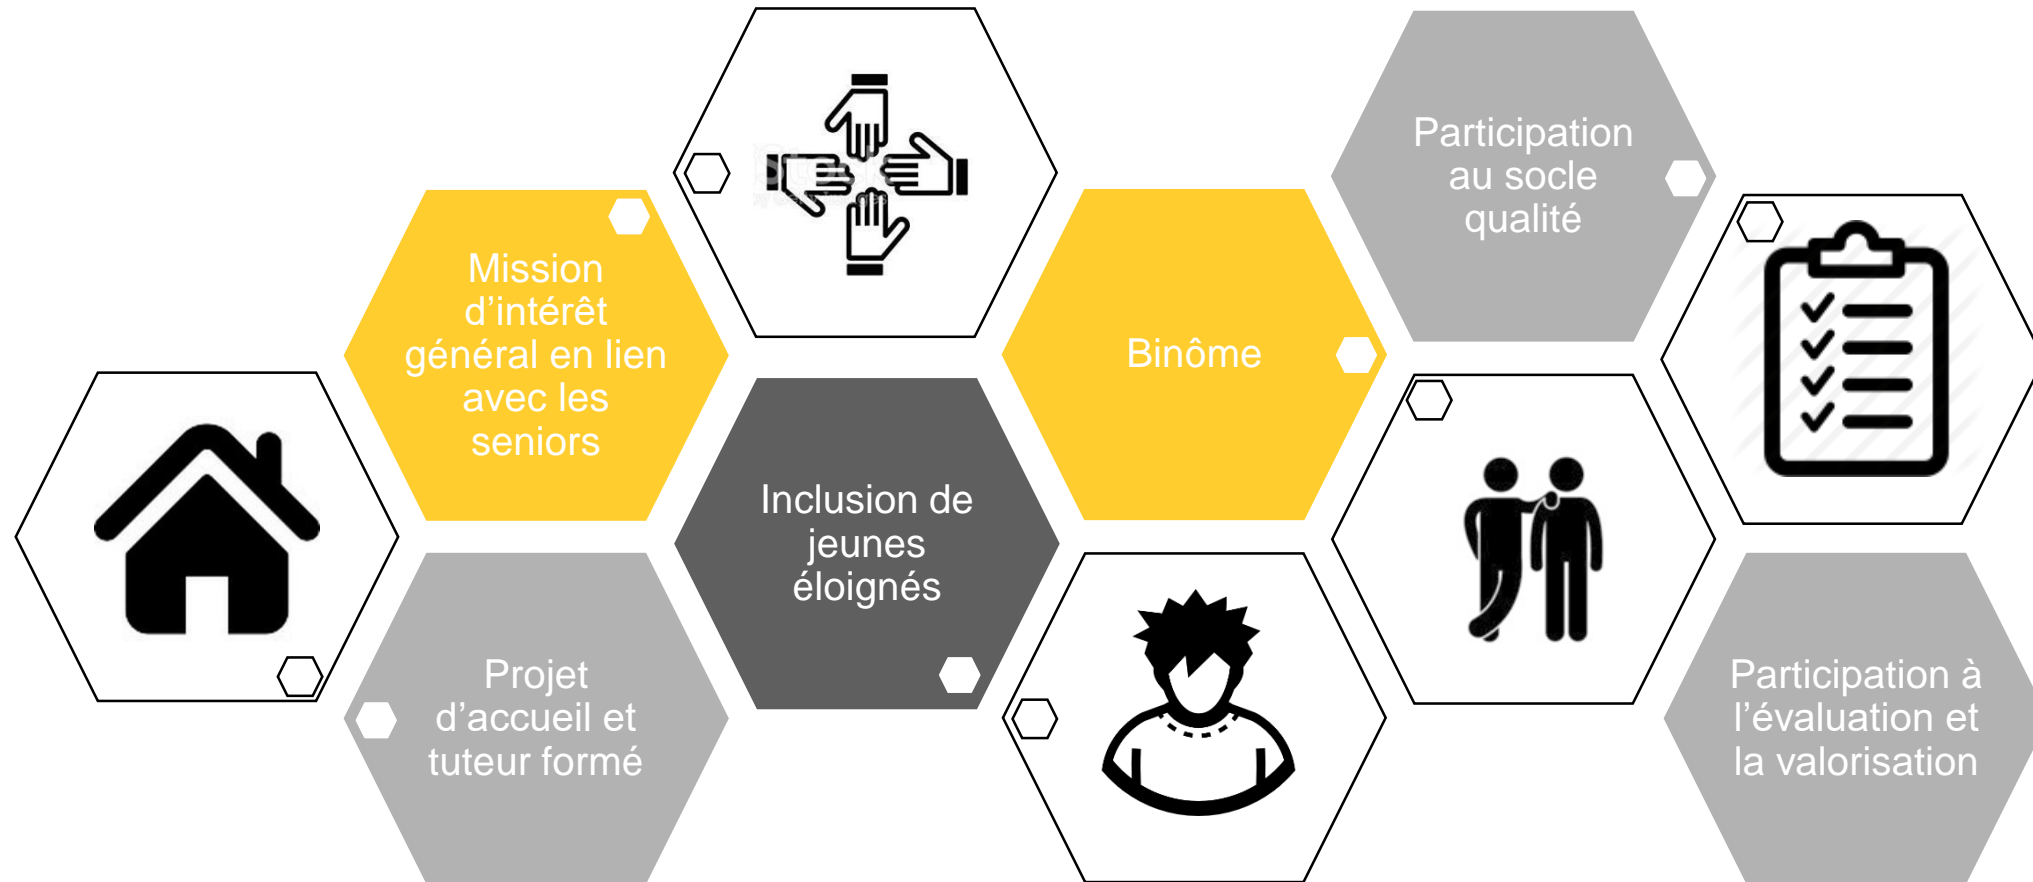 Mission
d’intérêt
général en lien
avec les
seniors
Projet
d’accueil et
tuteur formé
Inclusion de
jeunes
éloignés
Binôme
Participation
au socle
qualité
Participation à
l’évaluation et
la valorisation